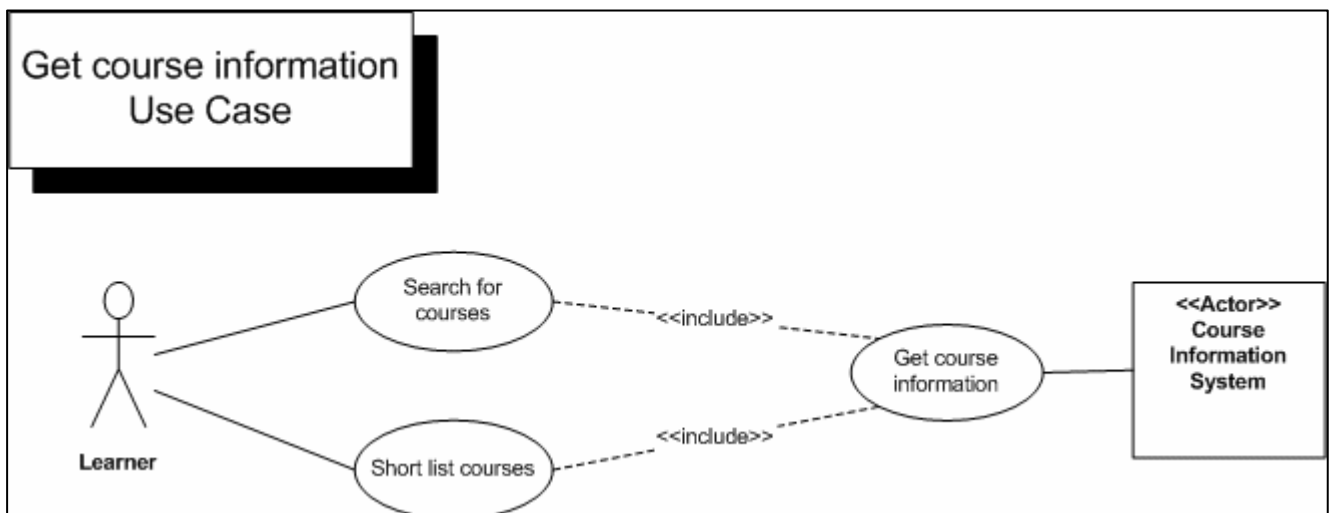 Get course information
Use Case
Search for
courses
<<include>>
<<Actor>>
Course
Information
System
Get course
information
<<include>>
Short list courses
Learner